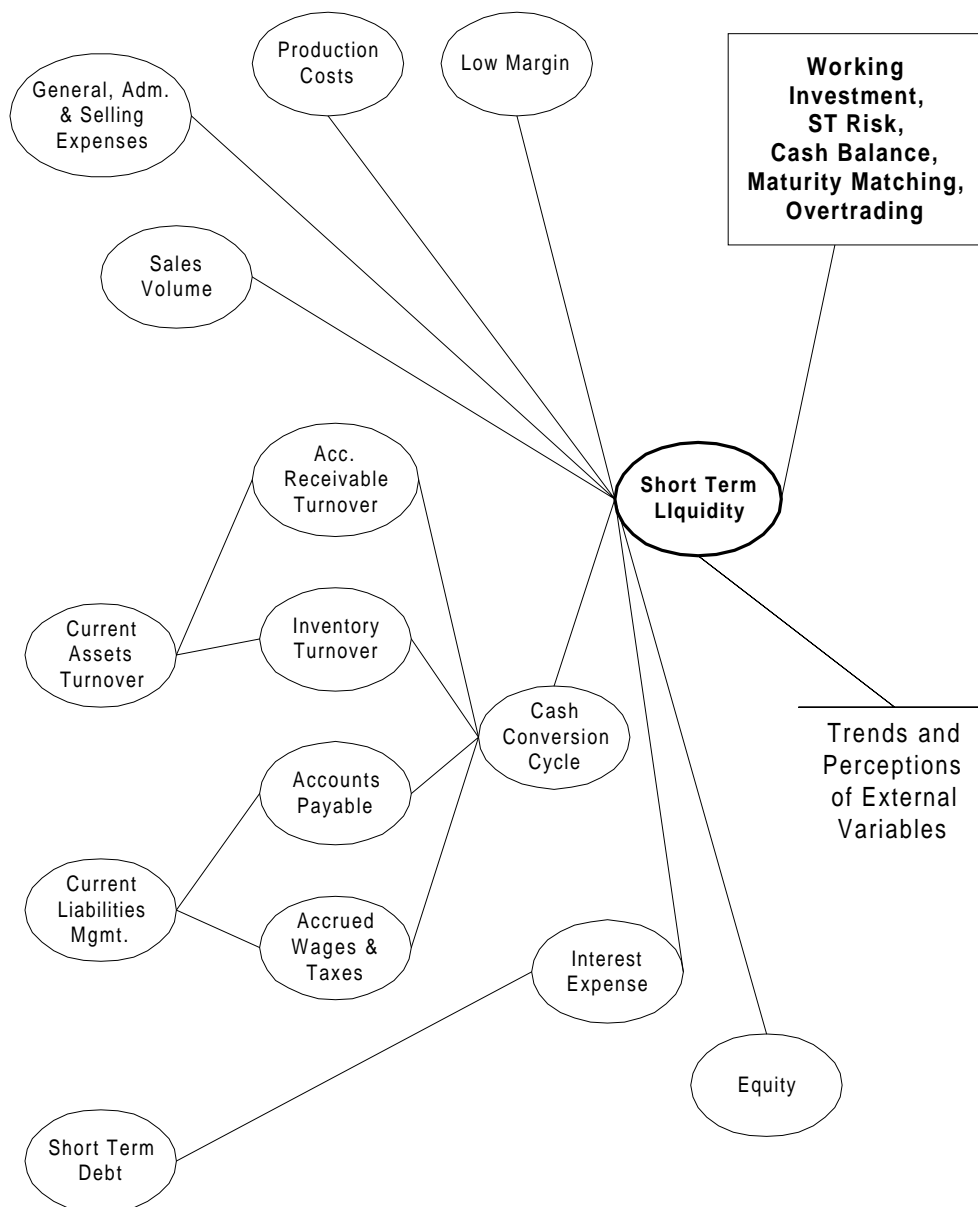 Production
Costs
Low Margin
General, Adm.
& Selling
Expenses
Working
Investment,
ST Risk,
Cash Balance,
Maturity Matching,
Overtrading
Sales
Volume
Acc.
Receivable
Turnover
Short Term
LIquidity
Current
Assets
Turnover
Inventory
Turnover
Cash
Conversion
Cycle
Trends and
Perceptions
of External
Variables
Accounts
Payable
Current
Liabilities
Mgmt.
Accrued
Wages &
Taxes
Interest
Expense
Equity
Short Term
Debt